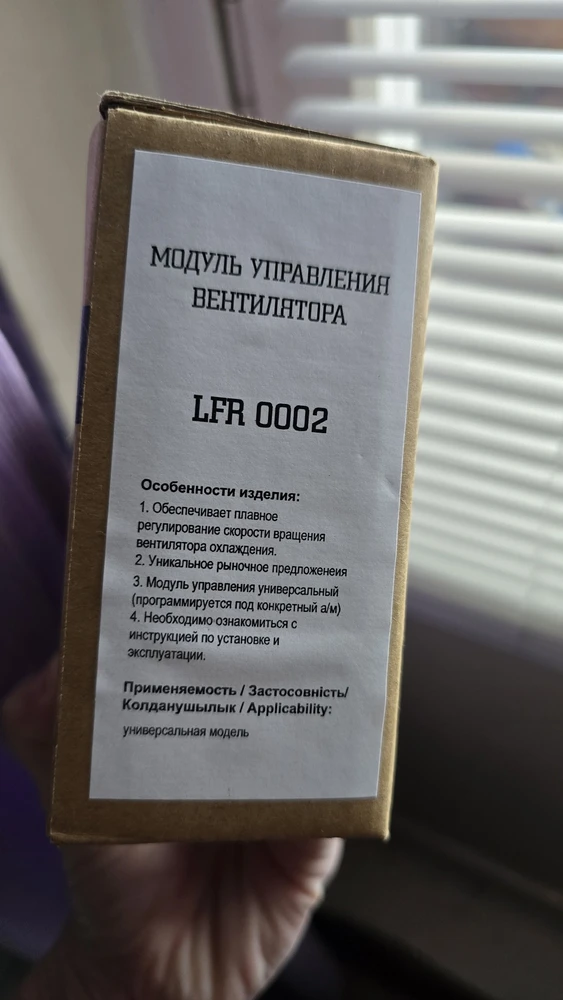 МОДУЛЬ УПРАВЛЕНИЯ
ВЕНТИЛЯТОРА
LFR 0002
Особенности изделия:
1. Обеспечивает плавное
регулирование скорости вращения
вентилятора охлаждения.
2. Уникальное рыночное предложенеия
3. Модуль управления универсальный
(программируется под конкретный а/м)
4. Необходимо ознакомиться с
инструкцией по установке и
эксплуатации.
Применяемость / Застосовність/
Колданушылык / Applicability:
универсальная модель